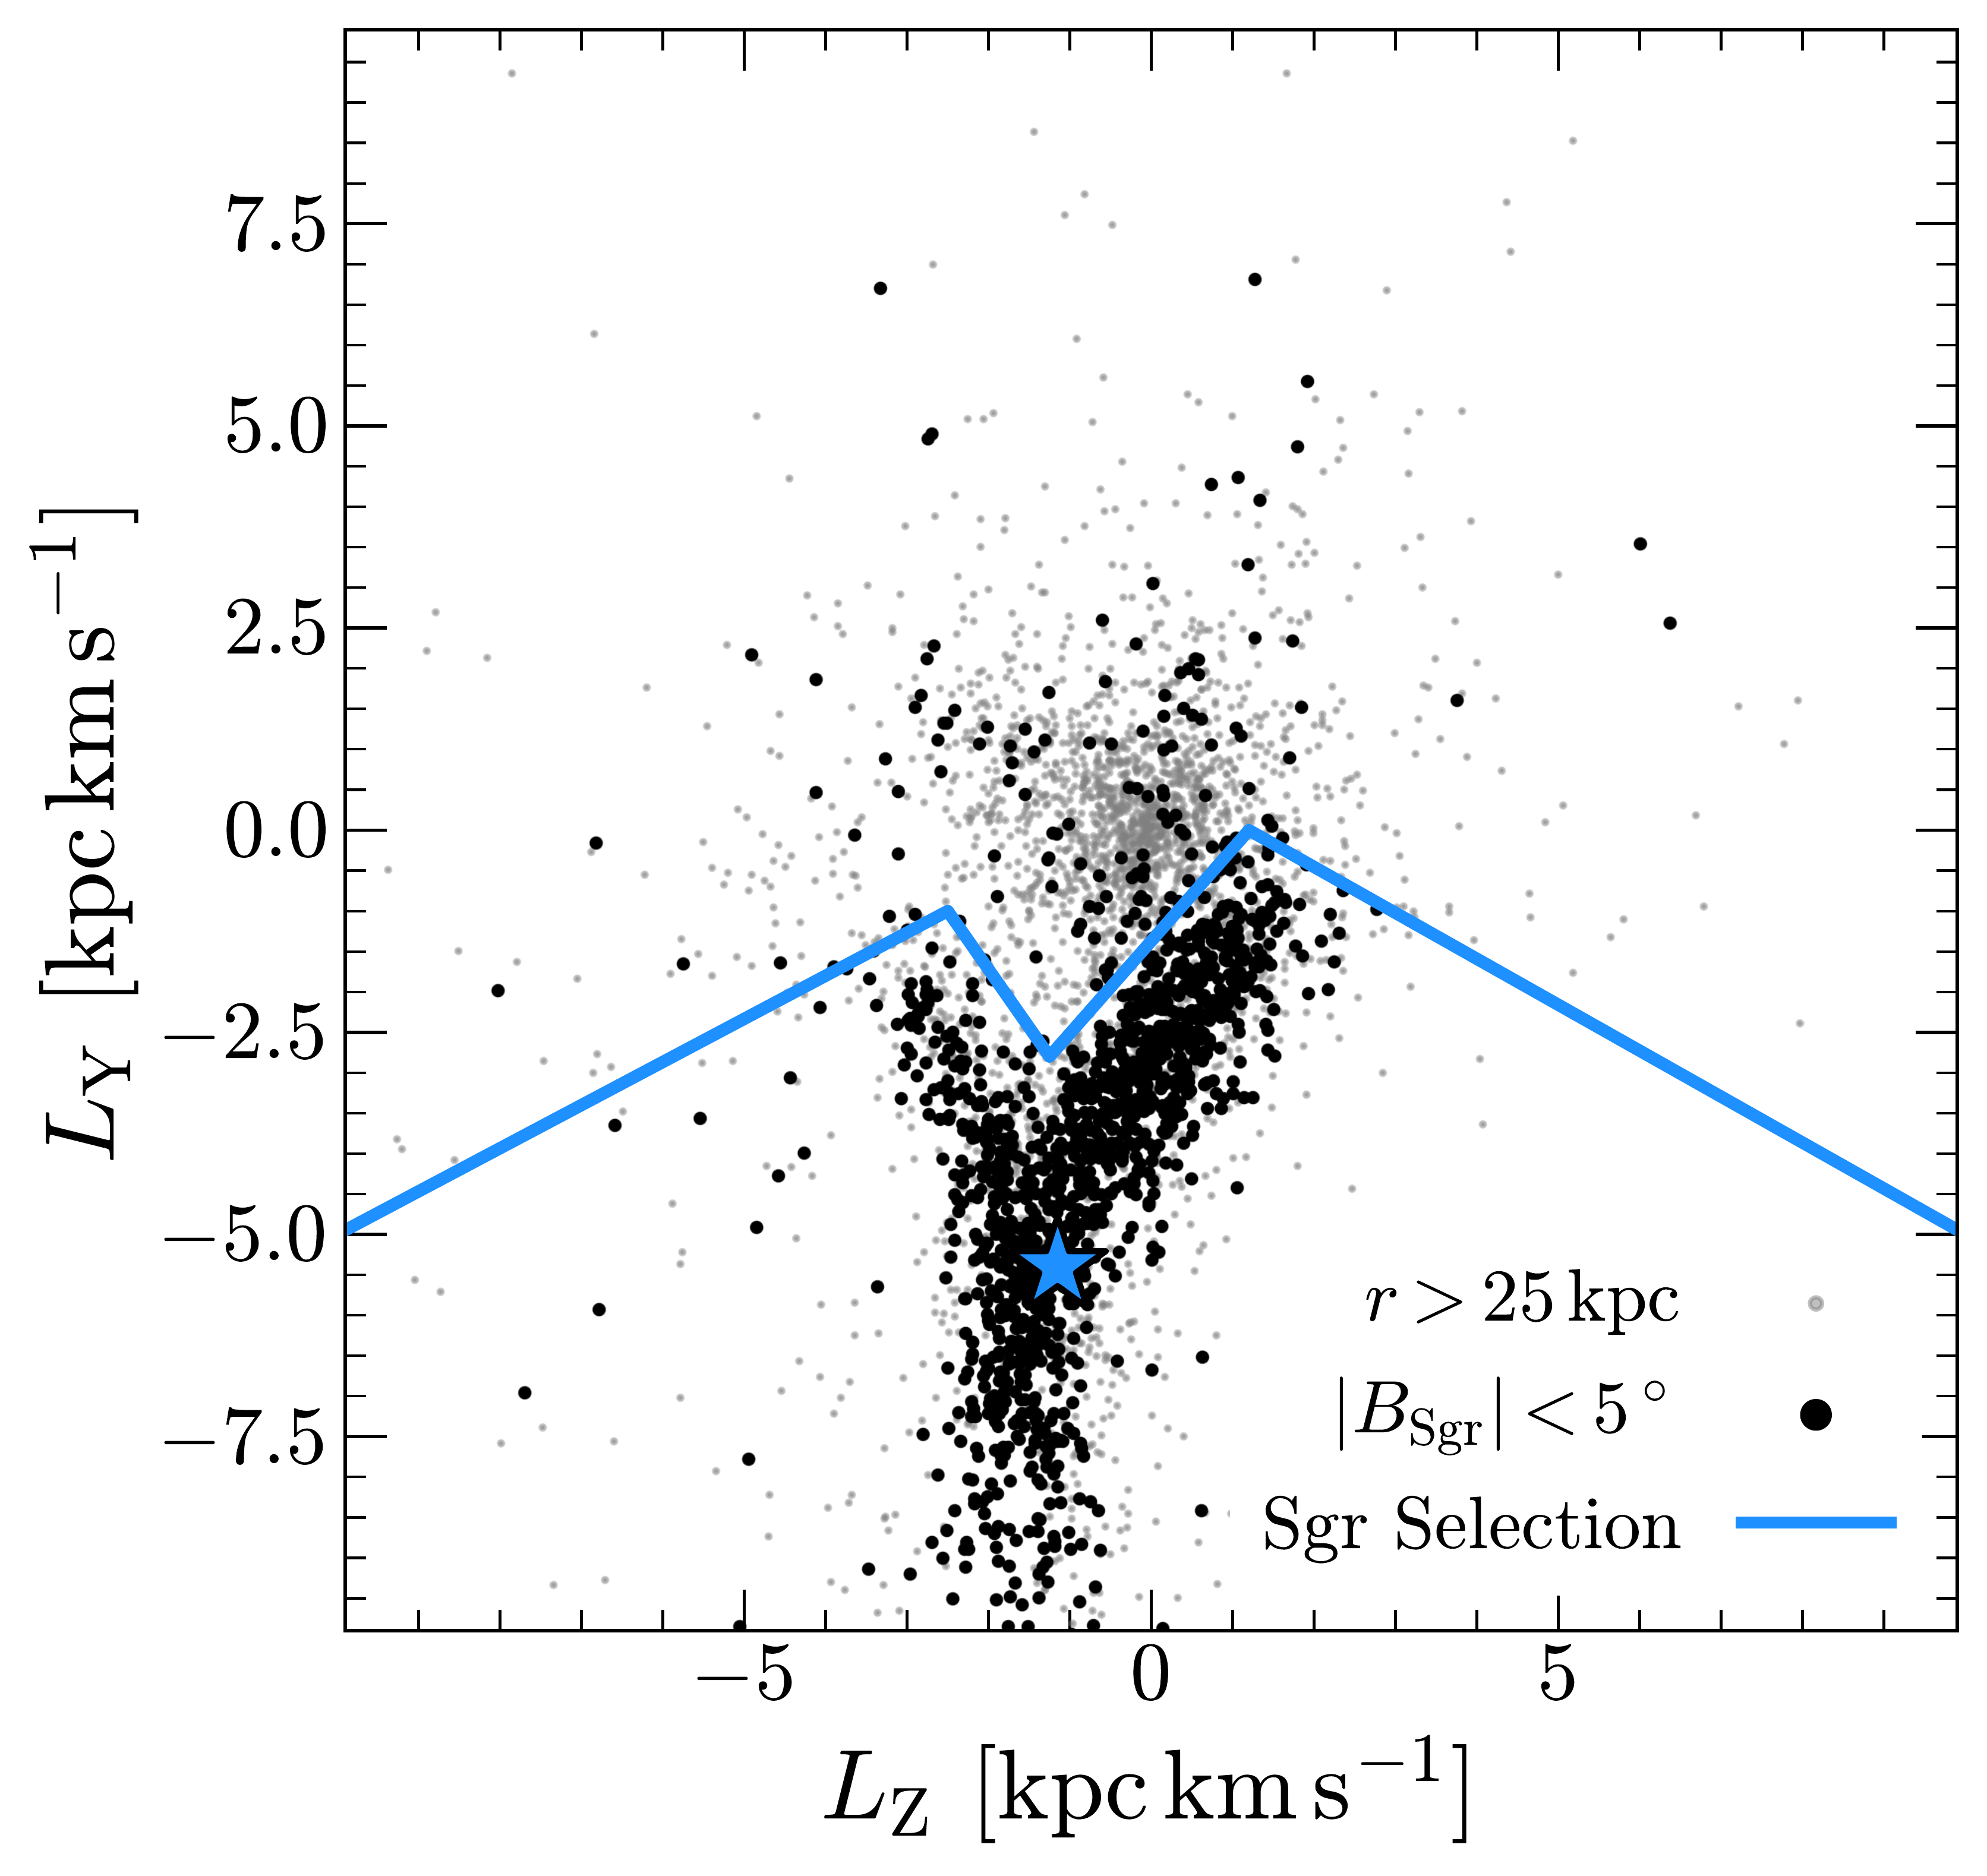 7.5
5.0
2.5
0.0
−2.5
−5.0
−7.5
L_Y [kpc km s⁻¹]
r > 25 kpc
|B_Sgr| < 5°
Sgr Selection
−5 0 5
L_Z [kpc km s⁻¹]